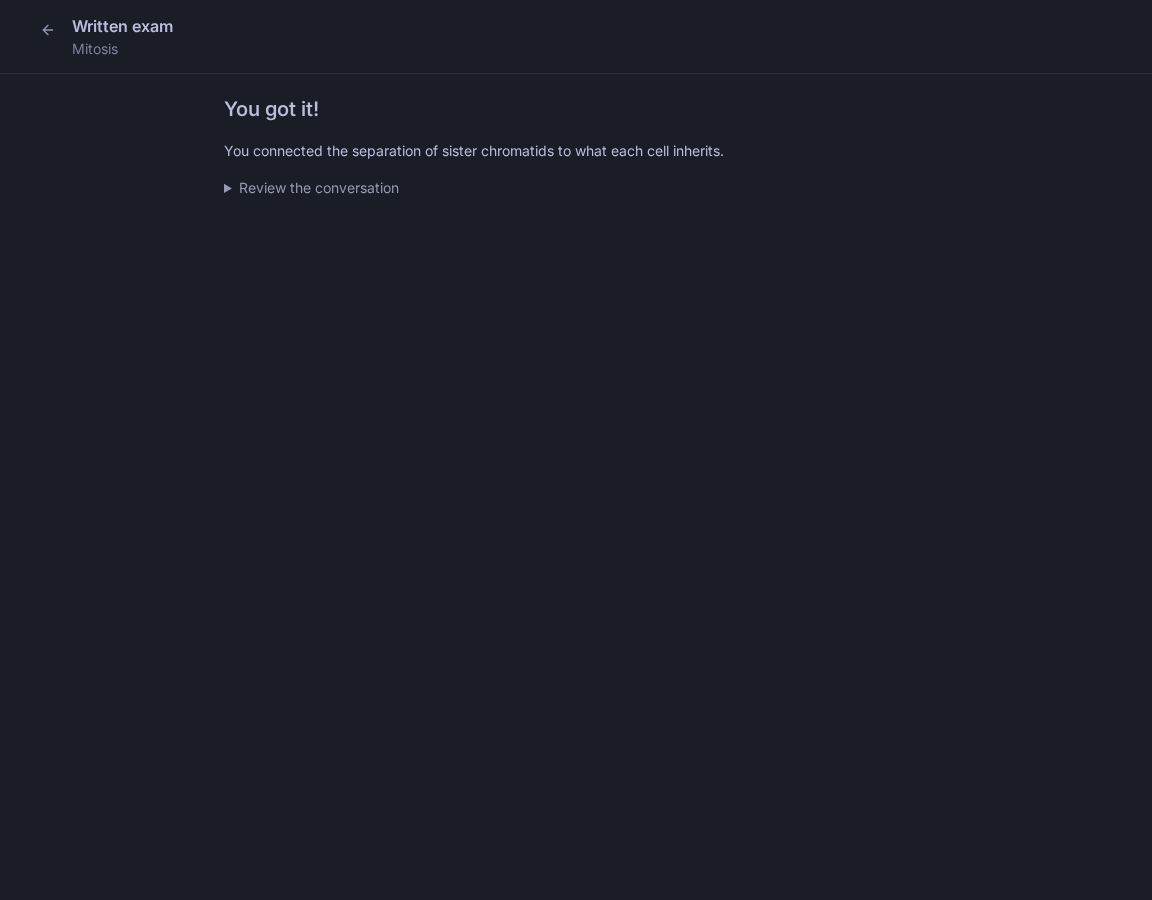 Written exam
Mitosis
You got it!
You connected the separation of sister chromatids to what each cell inherits.
Review the conversation